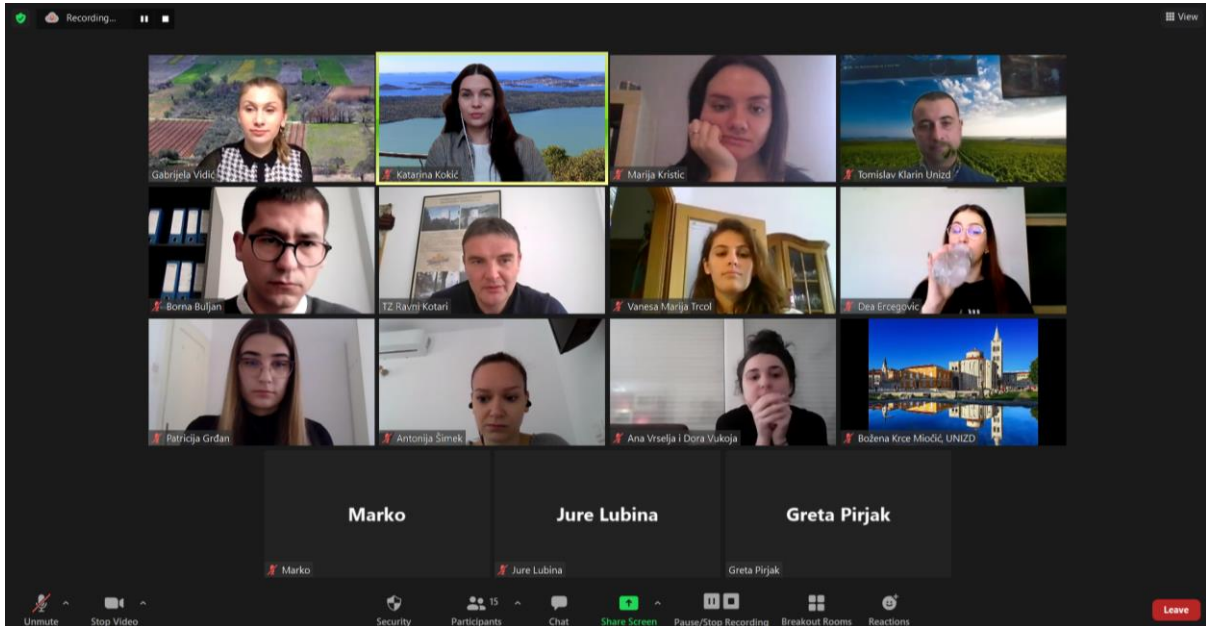 Recording...
View
Gabrijela Vidić
Katarina Kokić
Marija Kristic
Tomislav Klarin Unizd
Borna Buljan
TZ Ravni Kotari
Vanesa Marija Trcol
Dea Ercegovic
Patricija Grđan
Antonija Šimek
Ana Vrselja i Dora Vukoja
Božena Krce Miočić, UNIZD
Marko
Jure Lubina
Greta Pirjak
Marko
Jure Lubina
Greta Pirjak
Unmute
Stop Video
Security
15
Participants
Chat
Share Screen
Pause/Stop Recording
Breakout Rooms
Reactions
Leave